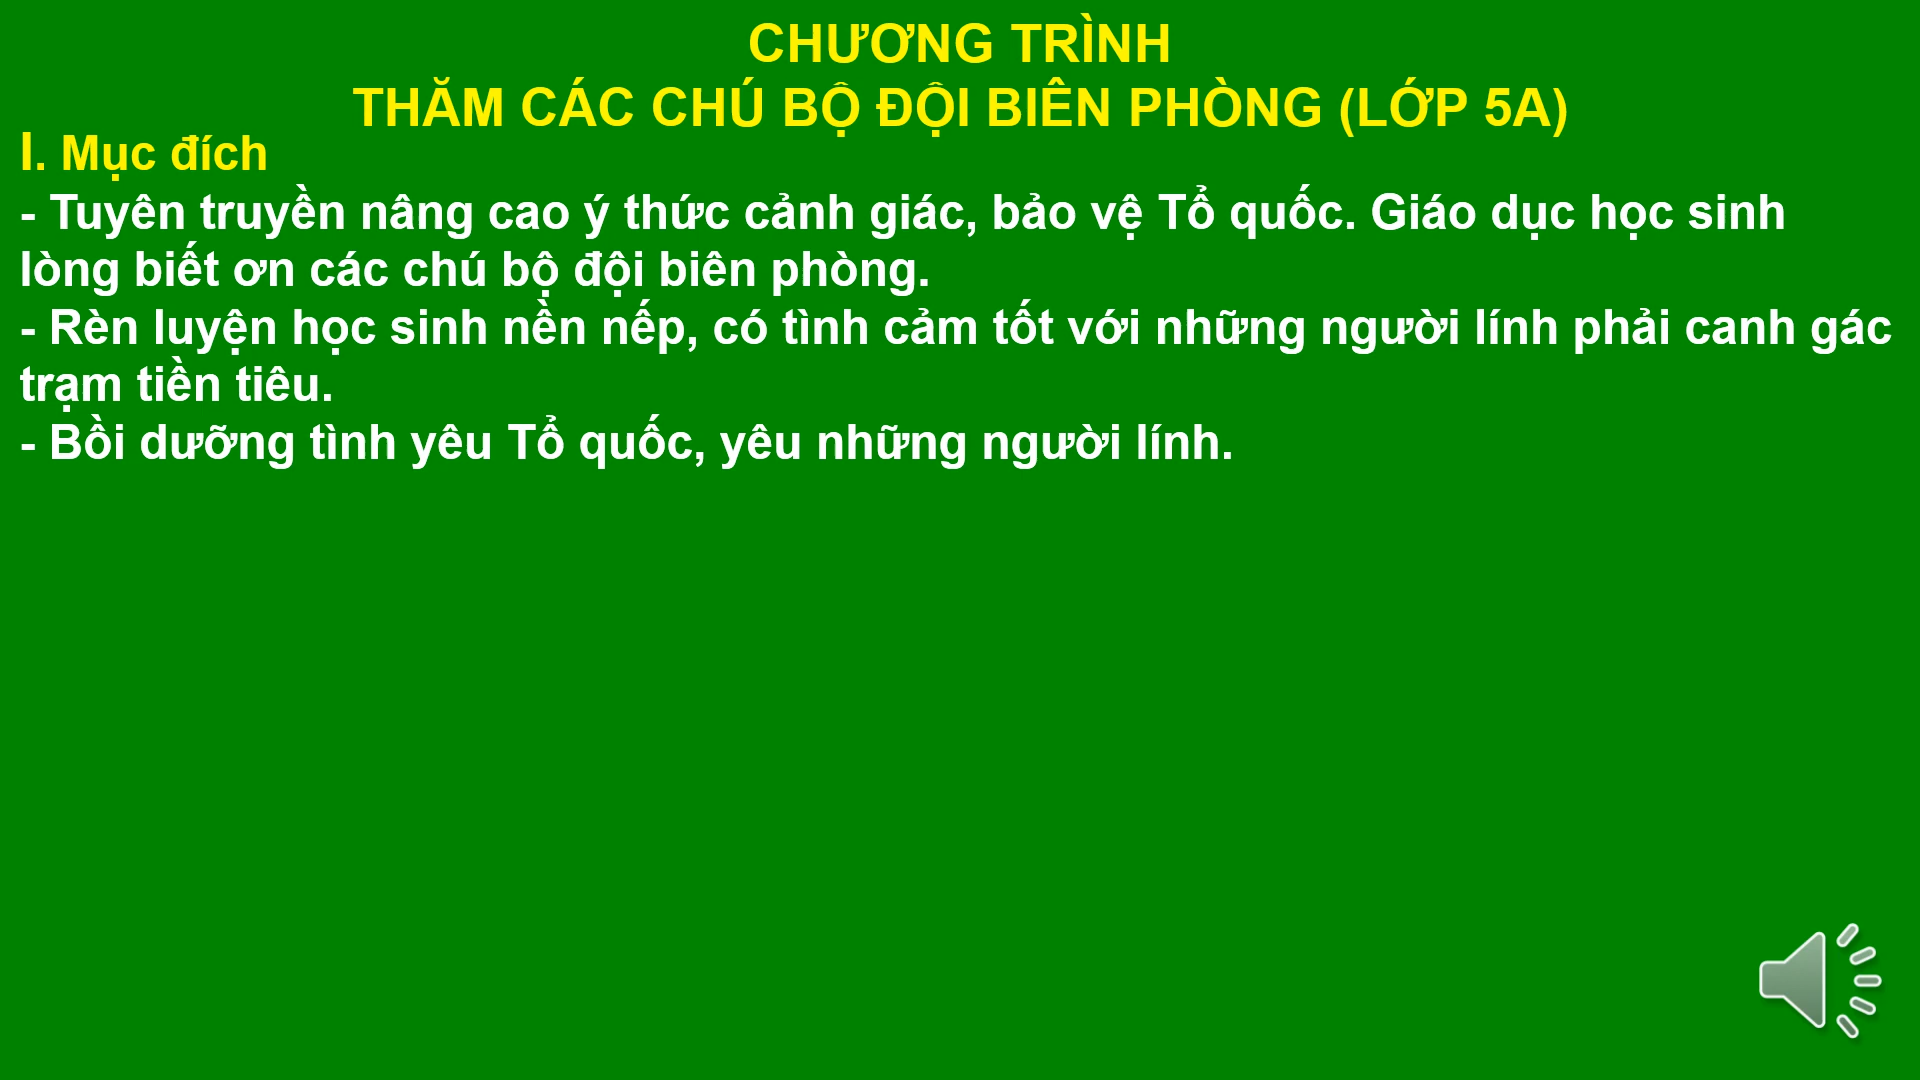 CHƯƠNG TRÌNH
THĂM CÁC CHÚ BỘ ĐỘI BIÊN PHÒNG (LỚP 5A)
I. Mục đích
- Tuyên truyền nâng cao ý thức cảnh giác, bảo vệ Tổ quốc. Giáo dục học sinh
lòng biết ơn các chú bộ đội biên phòng.
- Rèn luyện học sinh nền nếp, có tình cảm tốt với những người lính phải canh gác
trạm tiền tiêu.
- Bồi dưỡng tình yêu Tổ quốc, yêu những người lính.